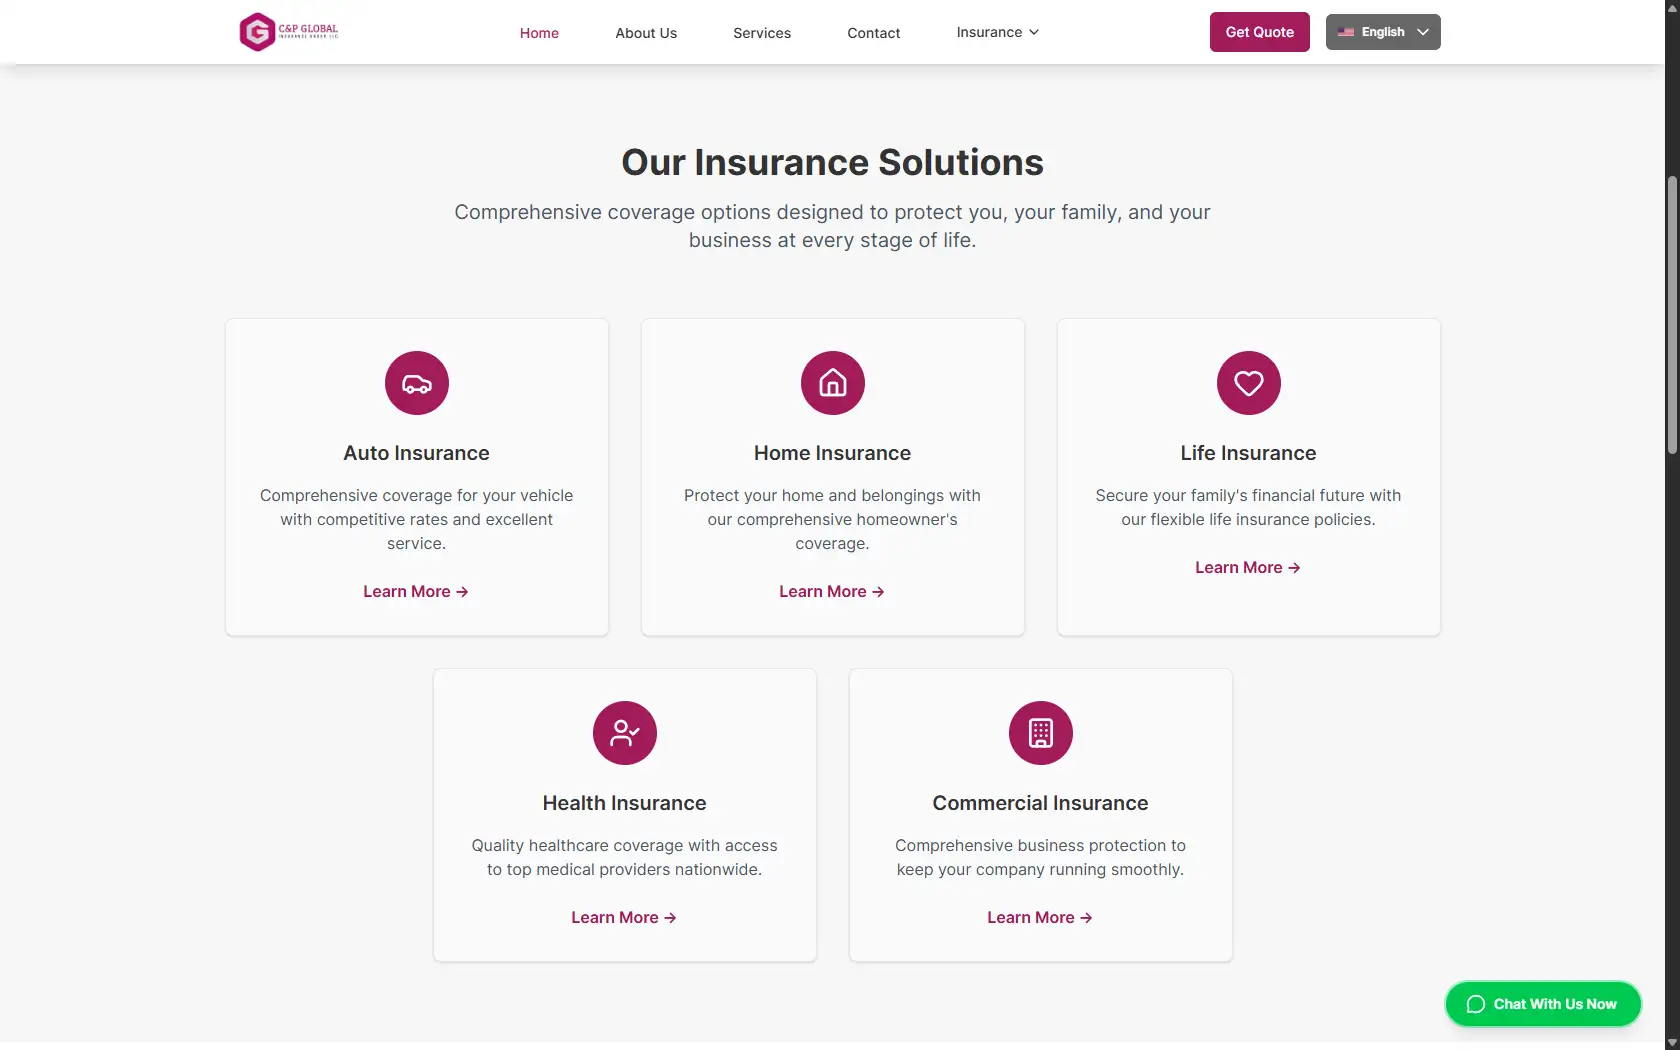 C&P GLOBAL
INSURANCE GROUP LLC
Home
About Us
Services
Contact
Insurance
Get Quote
English
Our Insurance Solutions
Comprehensive coverage options designed to protect you, your family, and your
business at every stage of life.
Auto Insurance
Comprehensive coverage for your vehicle
with competitive rates and excellent
service.
Learn More →
Home Insurance
Protect your home and belongings with
our comprehensive homeowner's
coverage.
Learn More →
Life Insurance
Secure your family's financial future with
our flexible life insurance policies.
Learn More →
Health Insurance
Quality healthcare coverage with access
to top medical providers nationwide.
Learn More →
Commercial Insurance
Comprehensive business protection to
keep your company running smoothly.
Learn More →
Chat With Us Now